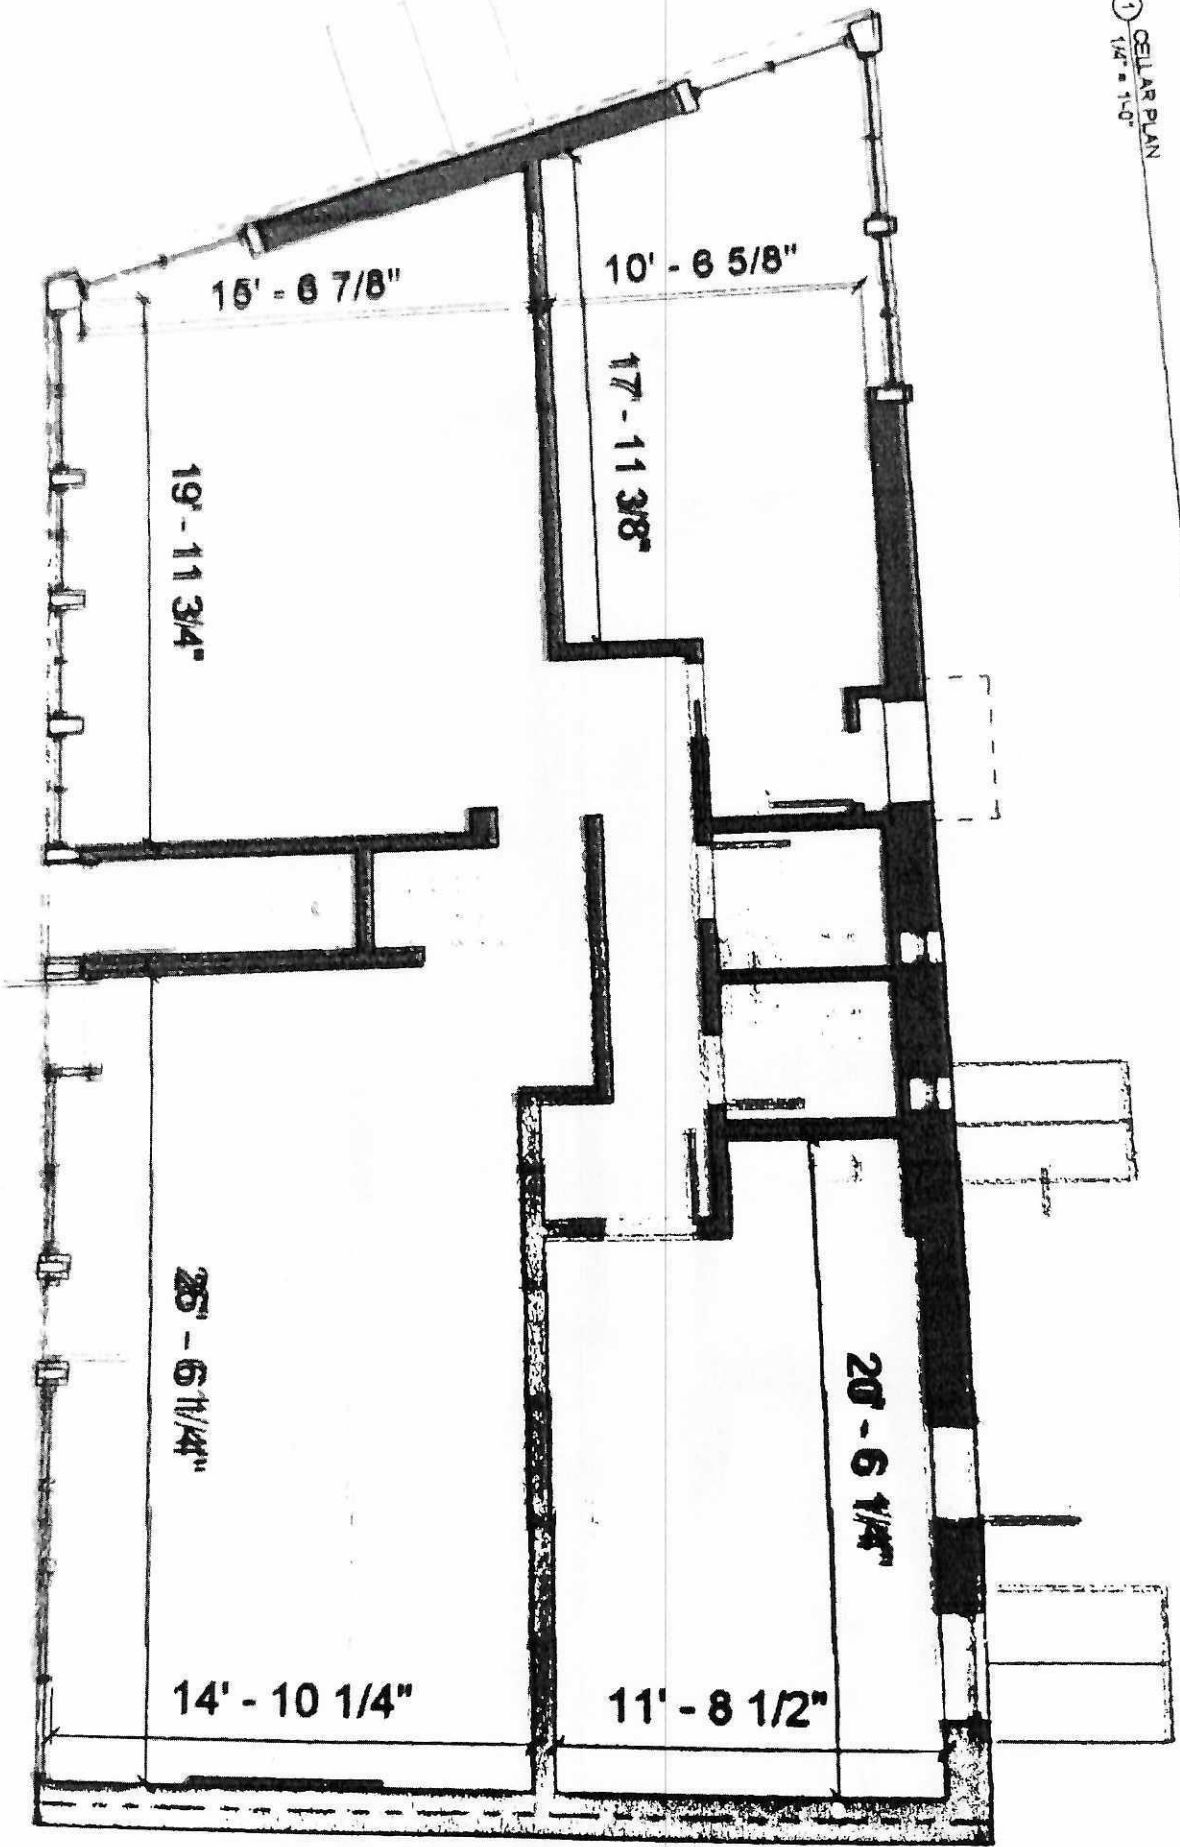 1
CELLAR PLAN
1/4" = 1'-0"
15' - 6 7/8"
10' - 6 5/8"
17' - 11 3/8"
19' - 11 3/4"
20' - 6 1/4"
14' - 10 1/4"
11' - 8 1/2"